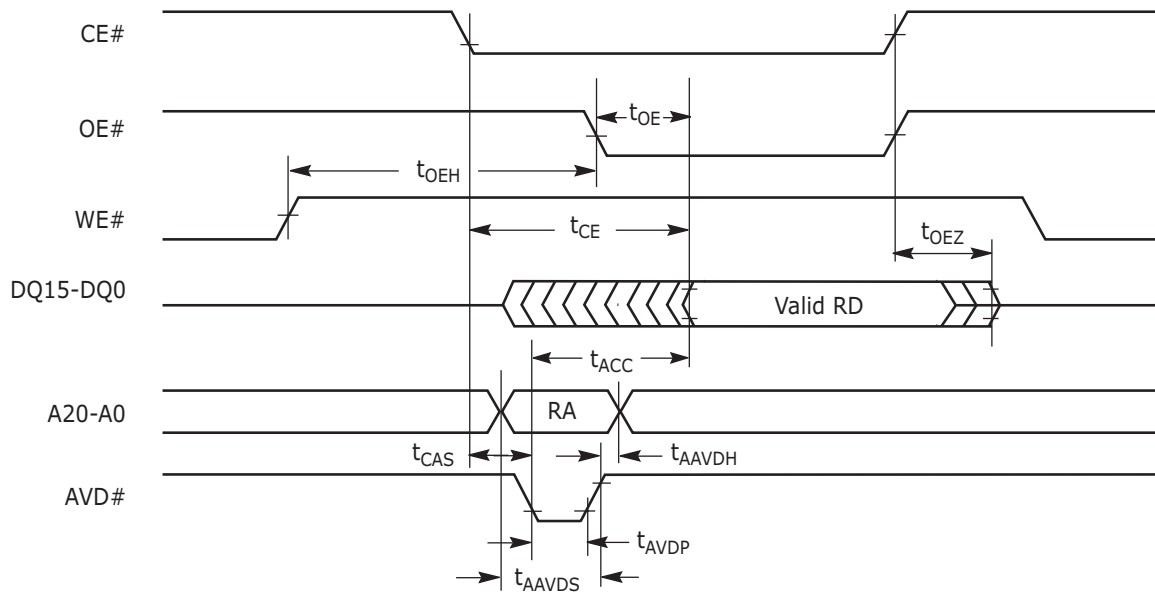 CE#
OE#
tOE
tOEH
WE#
tCE
tOEZ
DQ15-DQ0
Valid RD
tACC
A20-A0
RA
tCAS
tAAVDH
AVD#
tAVDP
tAAVDS